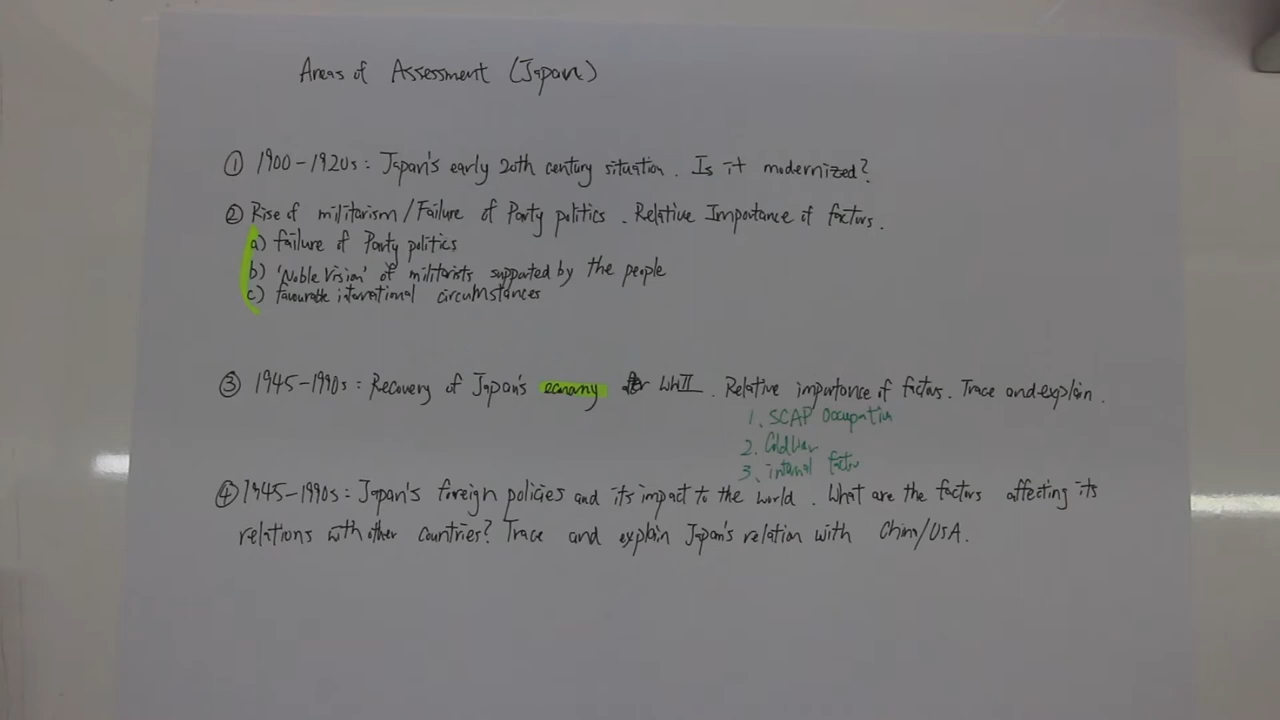 Areas of Assessment (Japan)
① 1900-1920s: Japan's early 20th century situation. Is it modernized?
② Rise of militarism/Failure of Party politics. Relative Importance of factors.
a) failure of Party politics
b) 'Noble Vision' of militarists supported by the people
c) favourable international circumstances
③ 1945-1990s: Recovery of Japan's economy after WWII. Relative importance of factors. Trace and explain.
1. SCAP Occupation
2. Cold War
3. internal factor
④ 1945-1990s: Japan's foreign policies and its impact to the world. What are the factors affecting its
relations with other countries? Trace and explain Japan's relation with China/USA.